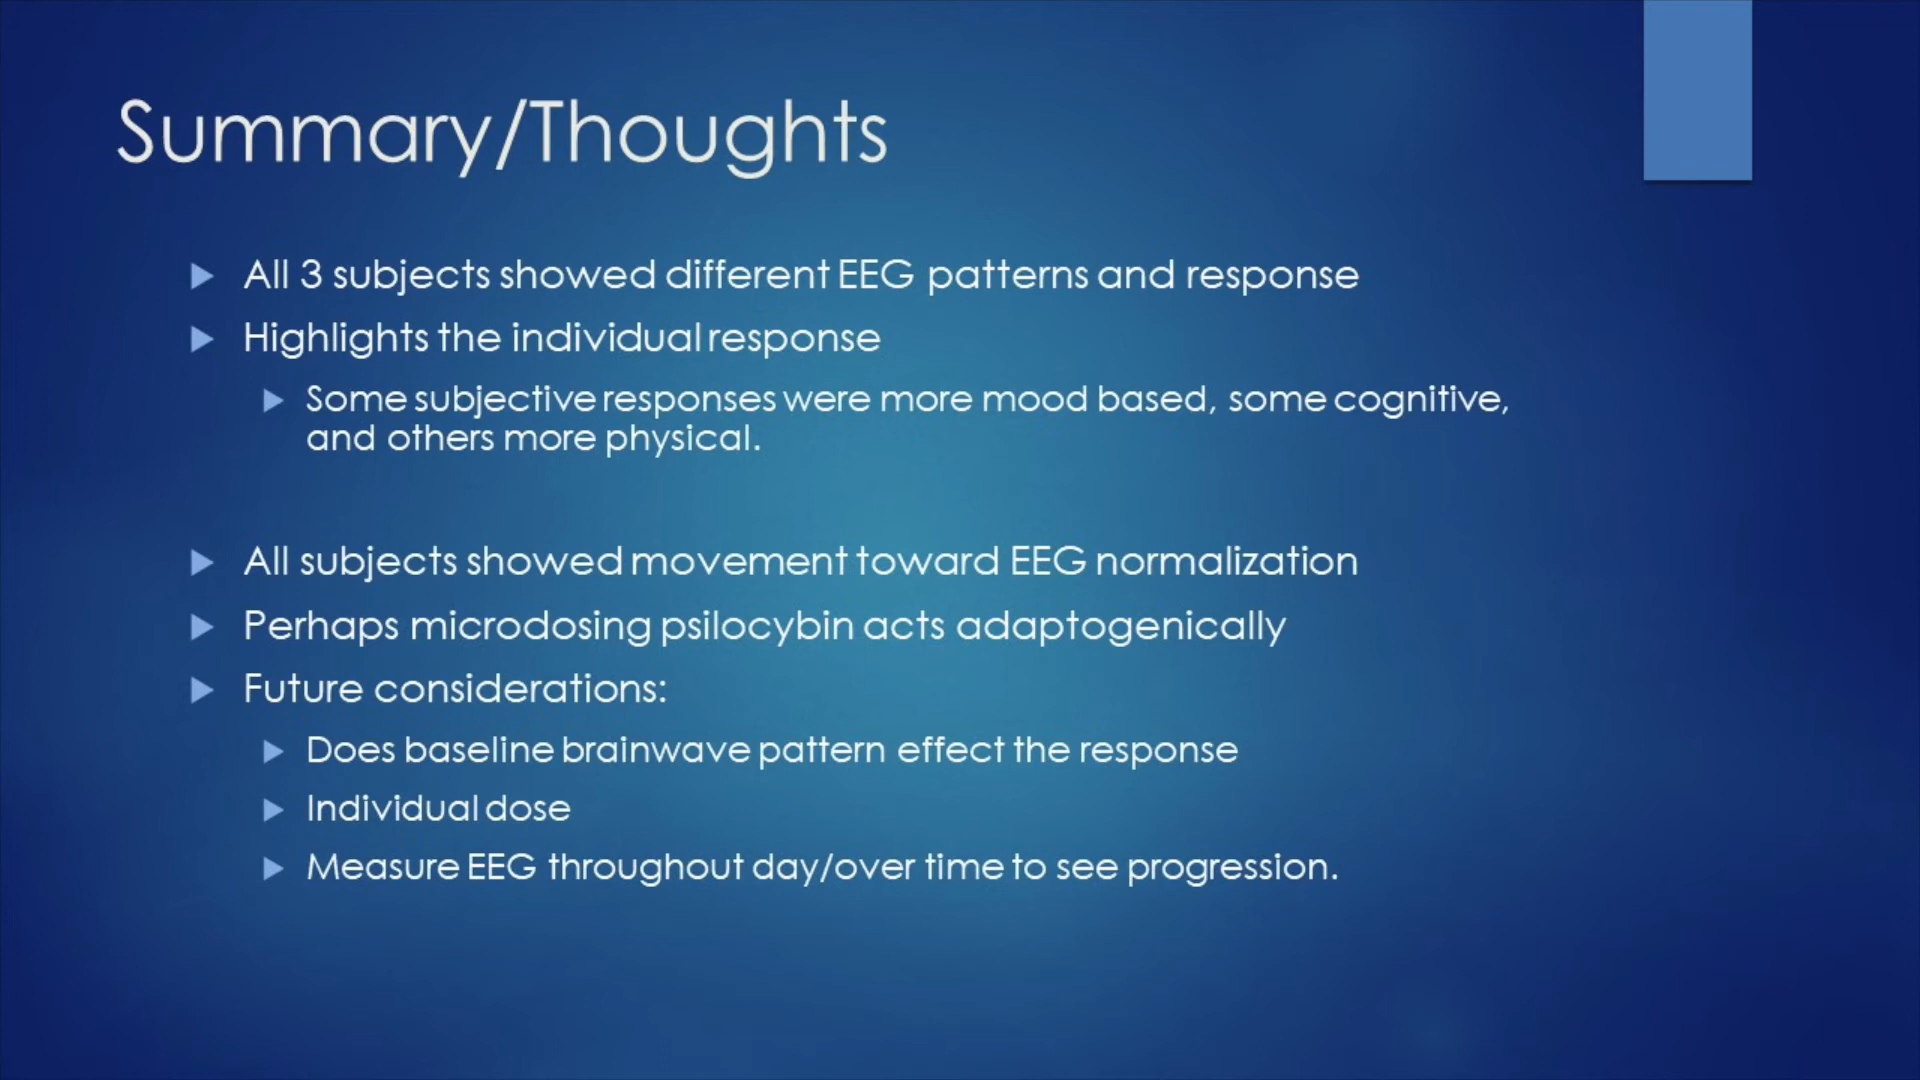 Summary/Thoughts
All 3 subjects showed different EEG patterns and response
Highlights the individual response
Some subjective responses were more mood based, some cognitive,
and others more physical.
All subjects showed movement toward EEG normalization
Perhaps microdosing psilocybin acts adaptogenically
Future considerations:
Does baseline brainwave pattern effect the response
Individual dose
Measure EEG throughout day/over time to see progression.